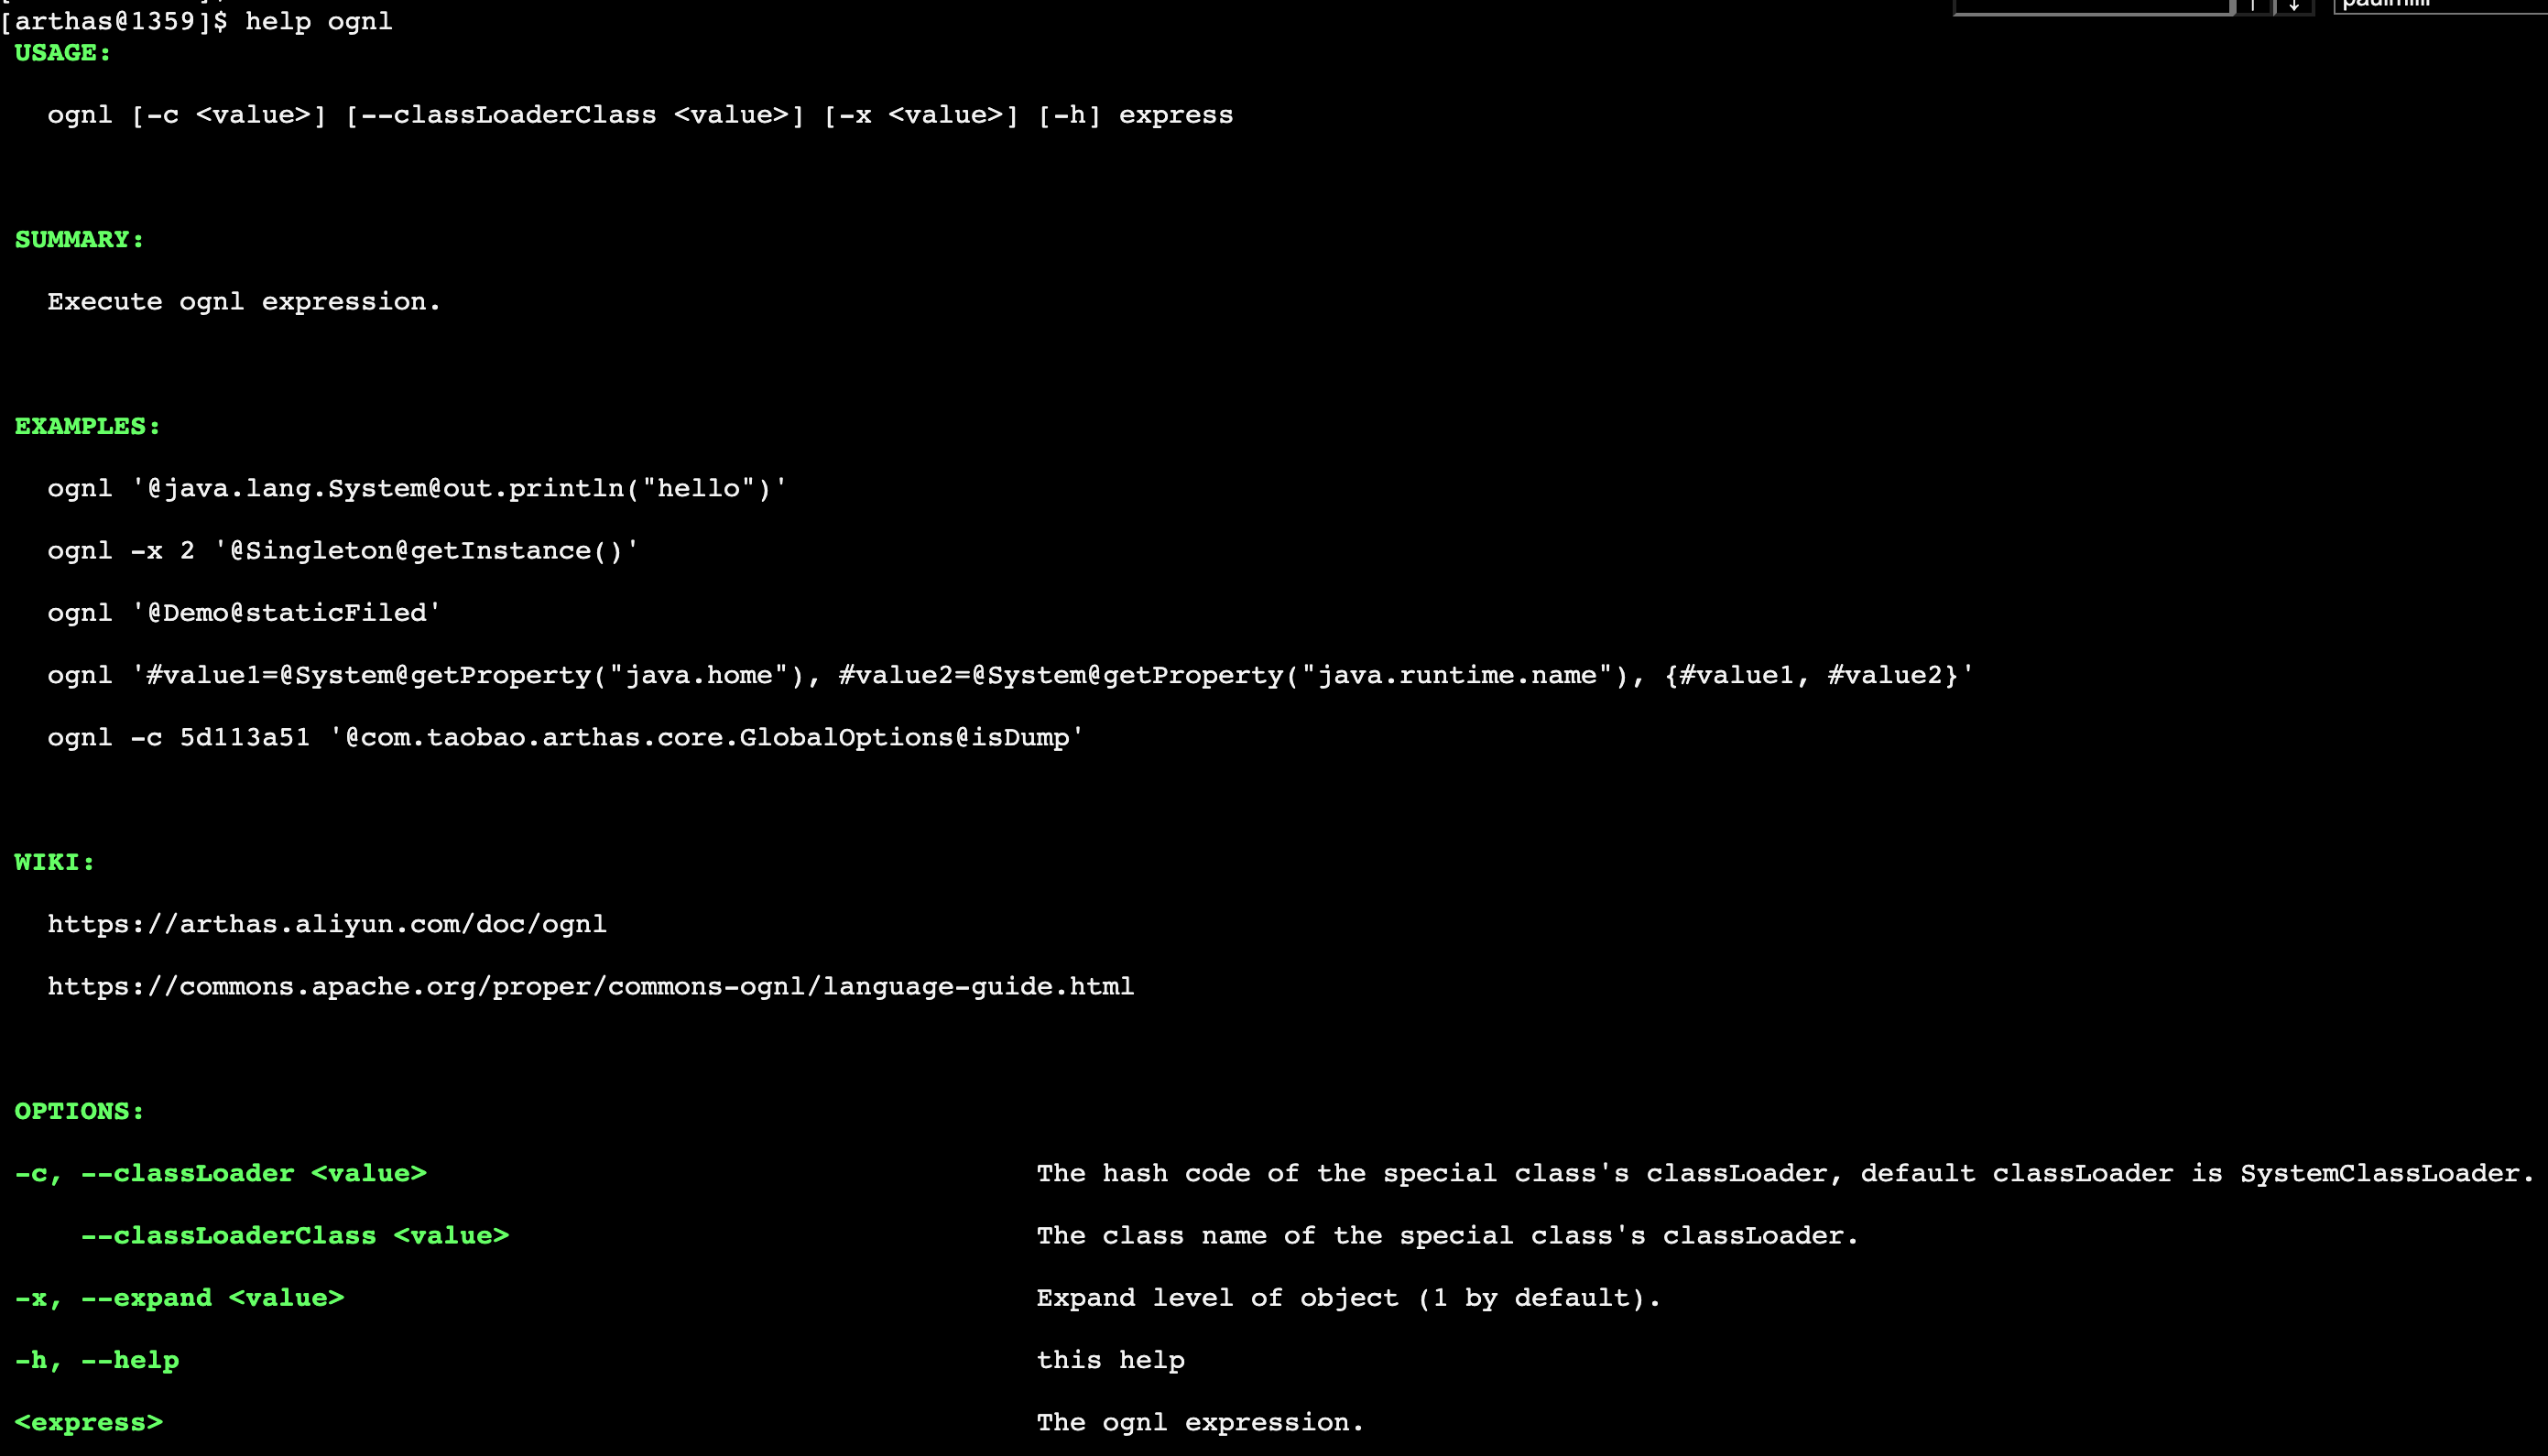 [arthas@1359]$ help ognl
USAGE:
ognl [-c <value>] [--classLoaderClass <value>] [-x <value>] [-h] express
SUMMARY:
Execute ognl expression.
EXAMPLES:
ognl '@java.lang.System@out.println("hello")'
ognl -x 2 '@Singleton@getInstance()'
ognl '@Demo@staticFiled'
ognl '#value1=@System@getProperty("java.home"), #value2=@System@getProperty("java.runtime.name"), {#value1, #value2}'
ognl -c 5d113a51 '@com.taobao.arthas.core.GlobalOptions@isDump'
WIKI:
https://arthas.aliyun.com/doc/ognl
https://commons.apache.org/proper/commons-ognl/language-guide.html
OPTIONS:
-c, --classLoader <value> The hash code of the special class's classLoader, default classLoader is SystemClassLoader.
--classLoaderClass <value> The class name of the special class's classLoader.
-x, --expand <value> Expand level of object (1 by default).
-h, --help this help
<express> The ognl expression.